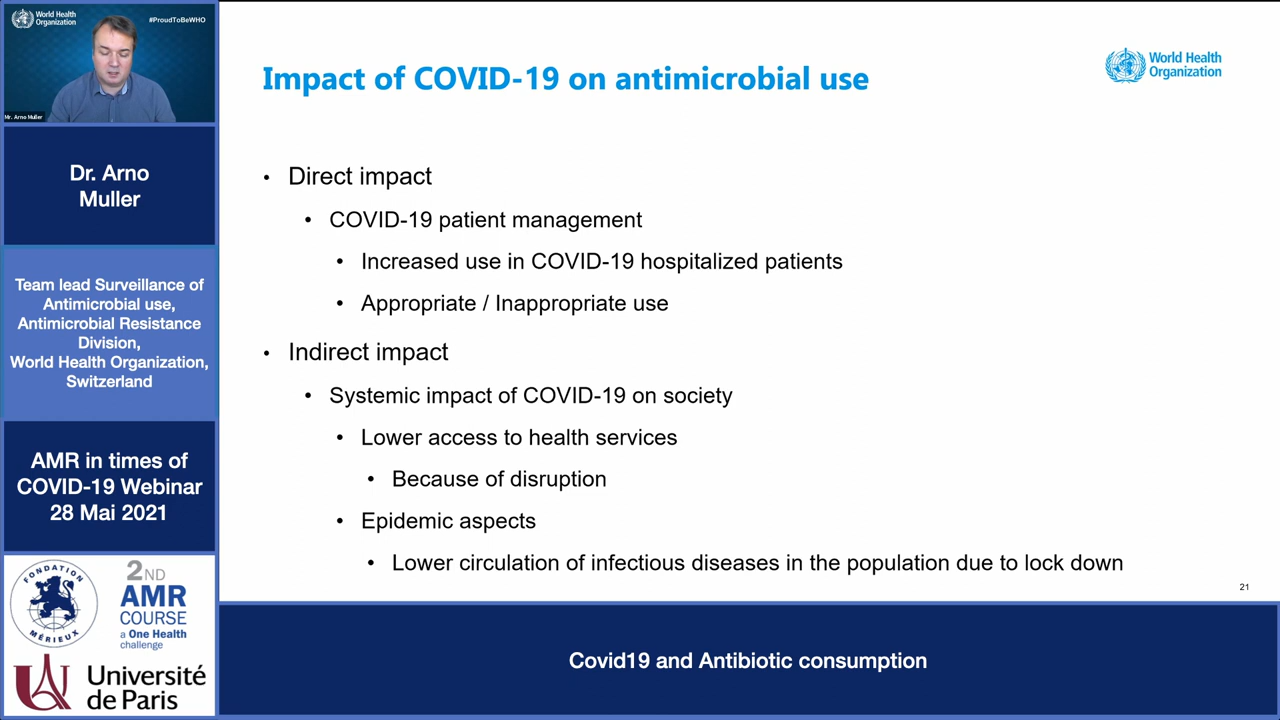 World Health
Organization
#ProudToBeWHO
Mr. Arno Muller
Dr. Arno
Muller
Team lead Surveillance of
Antimicrobial use,
Antimicrobial Resistance
Division,
World Health Organization,
Switzerland
AMR in times of
COVID-19 Webinar
28 Mai 2021
FONDATION
MÉRIEUX
2ND
AMR
COURSE
a One Health
challenge
Université
de Paris
Impact of COVID-19 on antimicrobial use
World Health
Organization
• Direct impact
• COVID-19 patient management
• Increased use in COVID-19 hospitalized patients
• Appropriate / Inappropriate use
• Indirect impact
• Systemic impact of COVID-19 on society
• Lower access to health services
• Because of disruption
• Epidemic aspects
• Lower circulation of infectious diseases in the population due to lock down
21
Covid19 and Antibiotic consumption